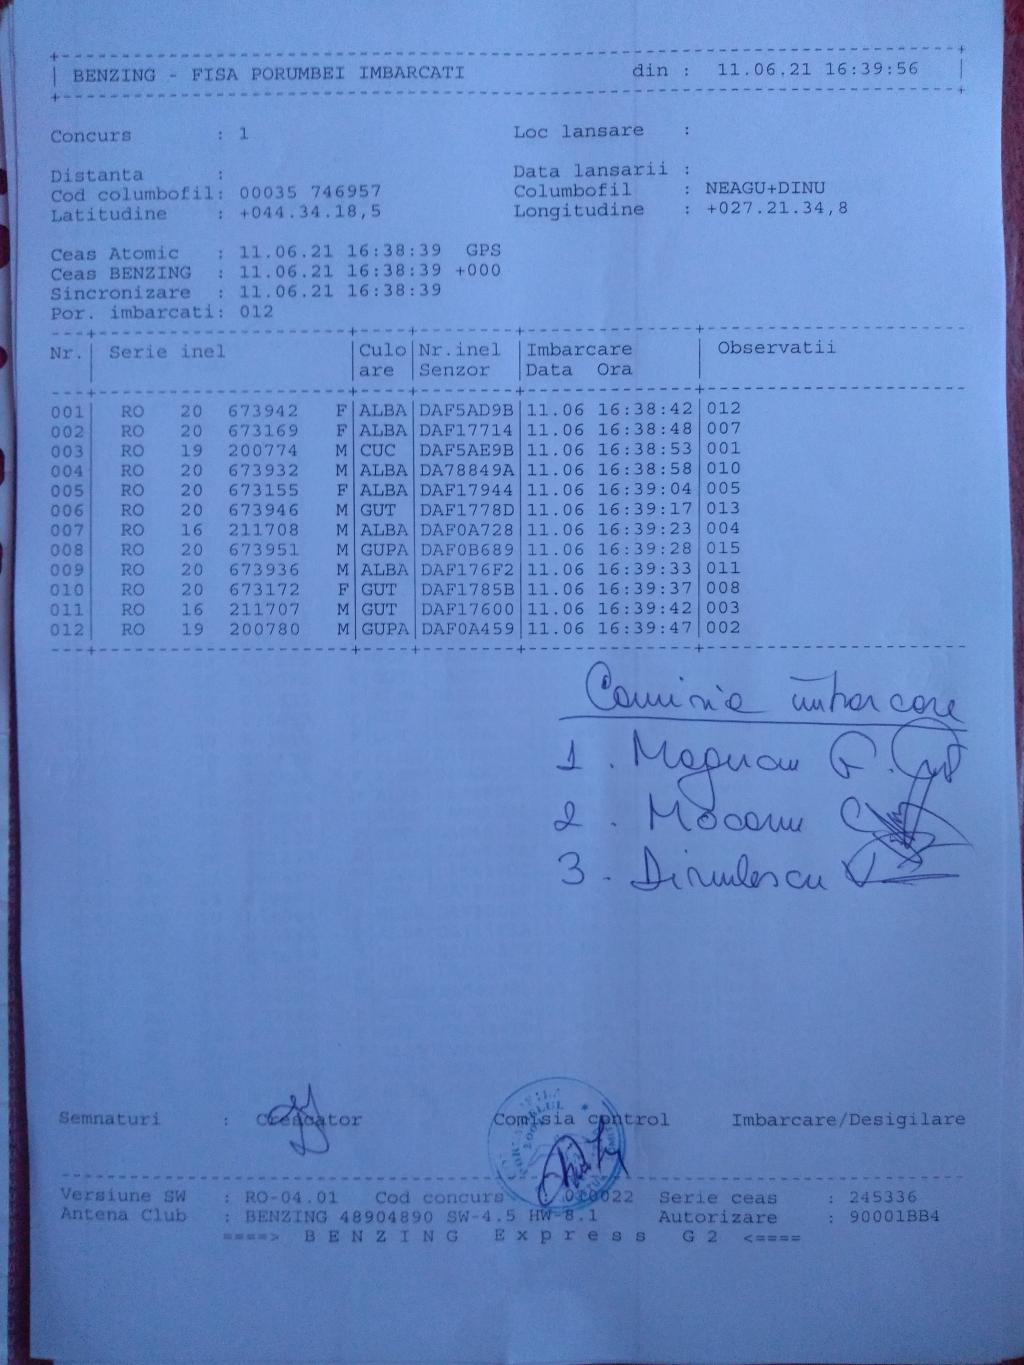 BENZING - FISA PORUMBEI IMBARCATI din : 11.06.21 16:39:56
Concurs : 1 Loc lansare :
Distanta : Data lansarii :
Cod columbofil: 00035 746957 Columbofil : NEAGU+DINU
Latitudine : +044.34.18,5 Longitudine : +027.21.34,8
Ceas Atomic : 11.06.21 16:38:39 GPS
Ceas BENZING : 11.06.21 16:38:39 +000
Sincronizare : 11.06.21 16:38:39
Por. imbarcati: 012
Nr. Serie inel Culo Nr.inel Imbarcare Observatii
are Senzor Data Ora
001 RO 20 673942 F ALBA DAF5AD9B 11.06 16:38:42 012
002 RO 20 673169 F ALBA DAF17714 11.06 16:38:48 007
003 RO 19 200774 M CUC DAF5AE9B 11.06 16:38:53 001
004 RO 20 673932 M ALBA DA78849A 11.06 16:38:58 010
005 RO 20 673155 F ALBA DAF17944 11.06 16:39:04 005
006 RO 20 673946 M GUT DAF1778D 11.06 16:39:17 013
007 RO 16 211708 M ALBA DAF0A728 11.06 16:39:23 004
008 RO 20 673951 M GUPA DAF0B689 11.06 16:39:28 015
009 RO 20 673936 M ALBA DAF176F2 11.06 16:39:33 011
010 RO 20 673172 F GUT DAF1785B 11.06 16:39:37 008
011 RO 16 211707 M GUT DAF17600 11.06 16:39:42 003
012 RO 19 200780 M GUPA DAF0A459 11.06 16:39:47 002
Comisia îmbarcare
1. Magureanu G.
2. Mocanu C
3. Dinulescu
Semnaturi : Crescator Comisia control Imbarcare/Desigilare
Versiune SW : RO-04.01 Cod concurs 010022 Serie ceas : 245336
Antena Club : BENZING 48904890 SW-4.5 HW-8.1 Autorizare : 90001BB4
====> BENZING Express G2 <====